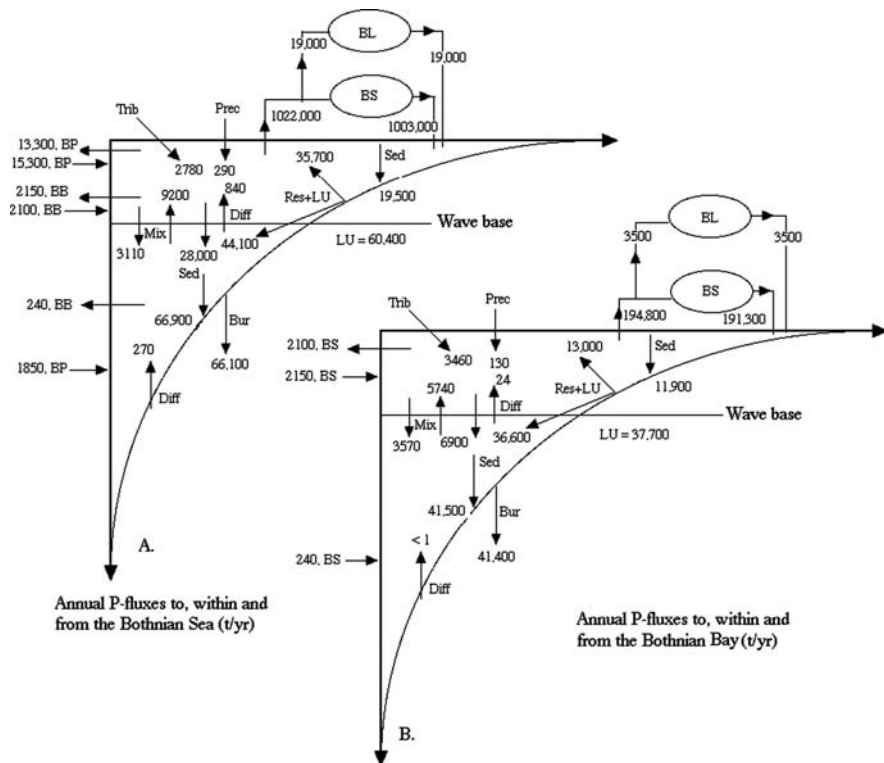 BL
19,000
19,000
BS
1022,000
1003,000
Trib
Prec
13,300, BP
15,300, BP
2780
290
35,700
Sed
2150, BB
9200
840
Res+LU
19,500
2100, BB
Diff
Wave base
Mix
44,100
LU = 60,400
3110
28,000
Sed
240, BB
66,900
Bur
1850, BP
270
66,100
Diff
A.
Annual P-fluxes to, within and
from the Bothnian Sea (t/yr)
BL
3500
3500
BS
194,800
191,300
Trib
Prec
2100, BS
3460
130
13,000
Sed
2150, BS
5740
24
Res+LU
11,900
Diff
Wave base
Mix
36,600
LU = 37,700
3570
6900
Sed
41,500
Bur
< 1
41,400
240, BS
Diff
Annual P-fluxes to, within and
from the Bothnian Bay (t/yr)
B.